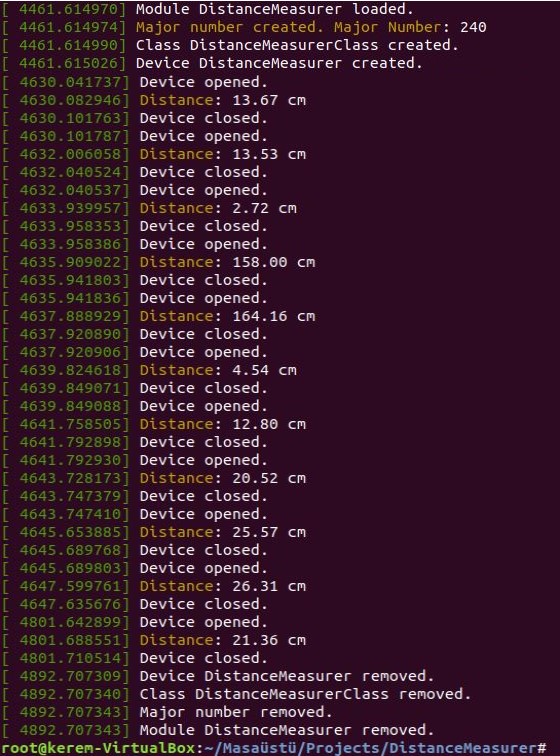 [ 4461.614970] Module DistanceMeasurer loaded.
[ 4461.614974] Major number created. Major Number: 240
[ 4461.614990] Class DistanceMeasurerClass created.
[ 4461.615026] Device DistanceMeasurer created.
[ 4630.041737] Device opened.
[ 4630.082946] Distance: 13.67 cm
[ 4630.101763] Device closed.
[ 4630.101787] Device opened.
[ 4632.006058] Distance: 13.53 cm
[ 4632.040524] Device closed.
[ 4632.040537] Device opened.
[ 4633.939957] Distance: 2.72 cm
[ 4633.958353] Device closed.
[ 4633.958386] Device opened.
[ 4635.909022] Distance: 158.00 cm
[ 4635.941803] Device closed.
[ 4635.941836] Device opened.
[ 4637.888929] Distance: 164.16 cm
[ 4637.920890] Device closed.
[ 4637.920906] Device opened.
[ 4639.824618] Distance: 4.54 cm
[ 4639.849071] Device closed.
[ 4639.849088] Device opened.
[ 4641.758505] Distance: 12.80 cm
[ 4641.792898] Device closed.
[ 4641.792930] Device opened.
[ 4643.728173] Distance: 20.52 cm
[ 4643.747379] Device closed.
[ 4643.747410] Device opened.
[ 4645.653885] Distance: 25.57 cm
[ 4645.689768] Device closed.
[ 4645.689803] Device opened.
[ 4647.599761] Distance: 26.31 cm
[ 4647.635676] Device closed.
[ 4801.642899] Device opened.
[ 4801.688551] Distance: 21.36 cm
[ 4801.710514] Device closed.
[ 4892.707309] Device DistanceMeasurer removed.
[ 4892.707340] Class DistanceMeasurerClass removed.
[ 4892.707343] Major number removed.
[ 4892.707343] Module DistanceMeasurer removed.
root@kerem-VirtualBox:~/Masaüstü/Projects/DistanceMeasurer#